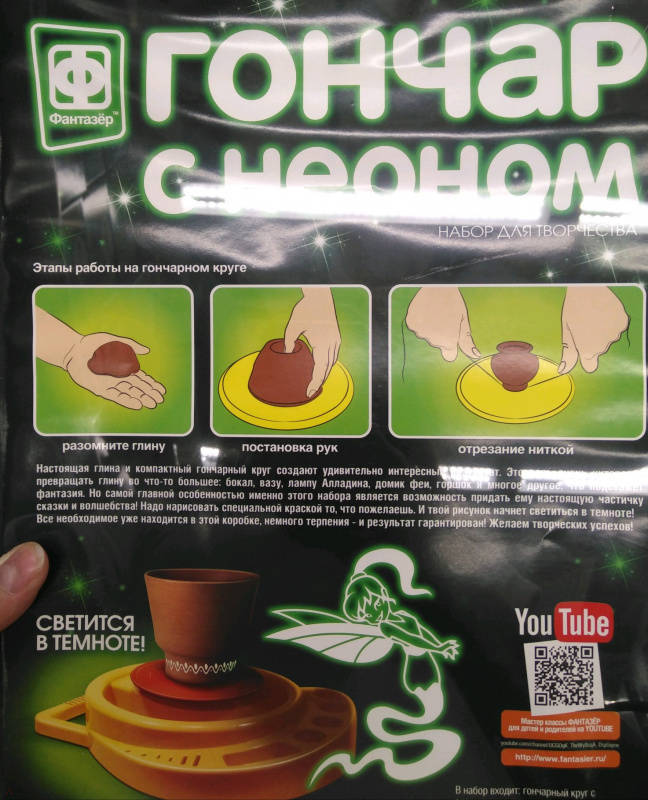 Фантазёр™
ГОНЧАР
с неоном
НАБОР ДЛЯ ТВОРЧЕСТВА
Этапы работы на гончарном круге
разомните глину
постановка рук
отрезание ниткой
Настоящая глина и компактный гончарный круг создают удивительно интересный
превращать глину во что-то большее: бокал, вазу, лампу Алладина, домик феи, горшок и многое другое, что
фантазия. Но самой главной особенностью именно этого набора является возможность придать ему настоящую частичку
сказки и волшебства! Надо нарисовать специальной краской то, что пожелаешь. И твой рисунок начнет светиться в темноте!
Все необходимое уже находится в этой коробке, немного терпения - и результат гарантирован! Желаем творческих успехов!
СВЕТИТСЯ
В ТЕМНОТЕ!
YouTube
Мастер классы ФАНТАЗЁР
для детей и родителей на YOUTUBE
http://www.fantasier.ru/
В набор входит: гончарный круг с